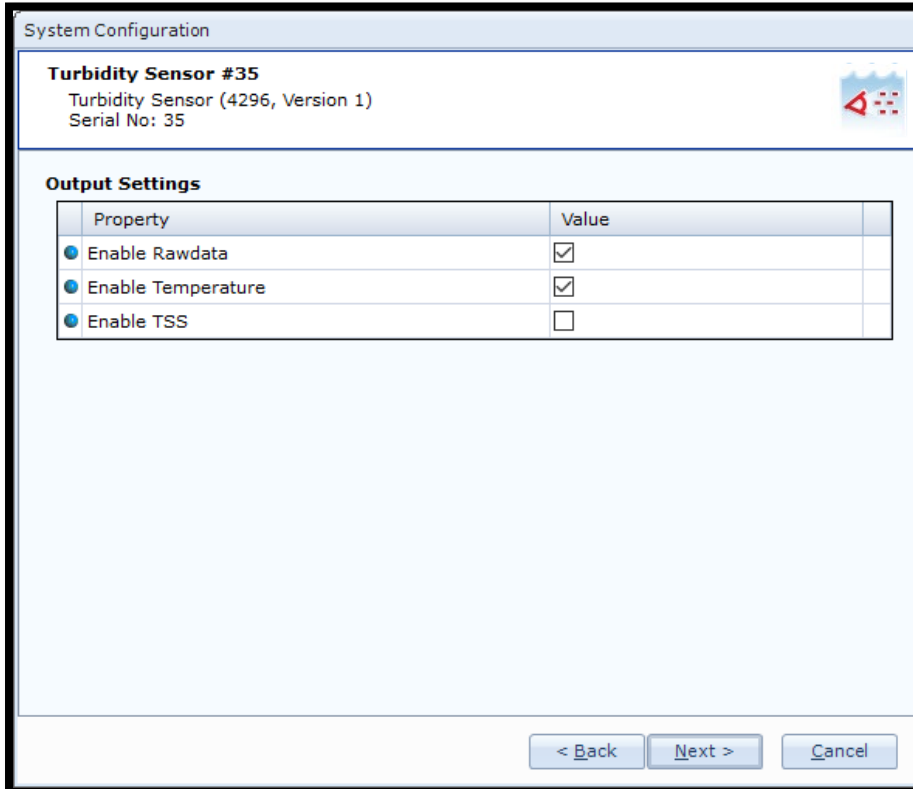 System Configuration
Turbidity Sensor #35
Turbidity Sensor (4296, Version 1)
Serial No: 35
Output Settings
Property Value
Enable Rawdata
Enable Temperature
Enable TSS
< Back Next > Cancel